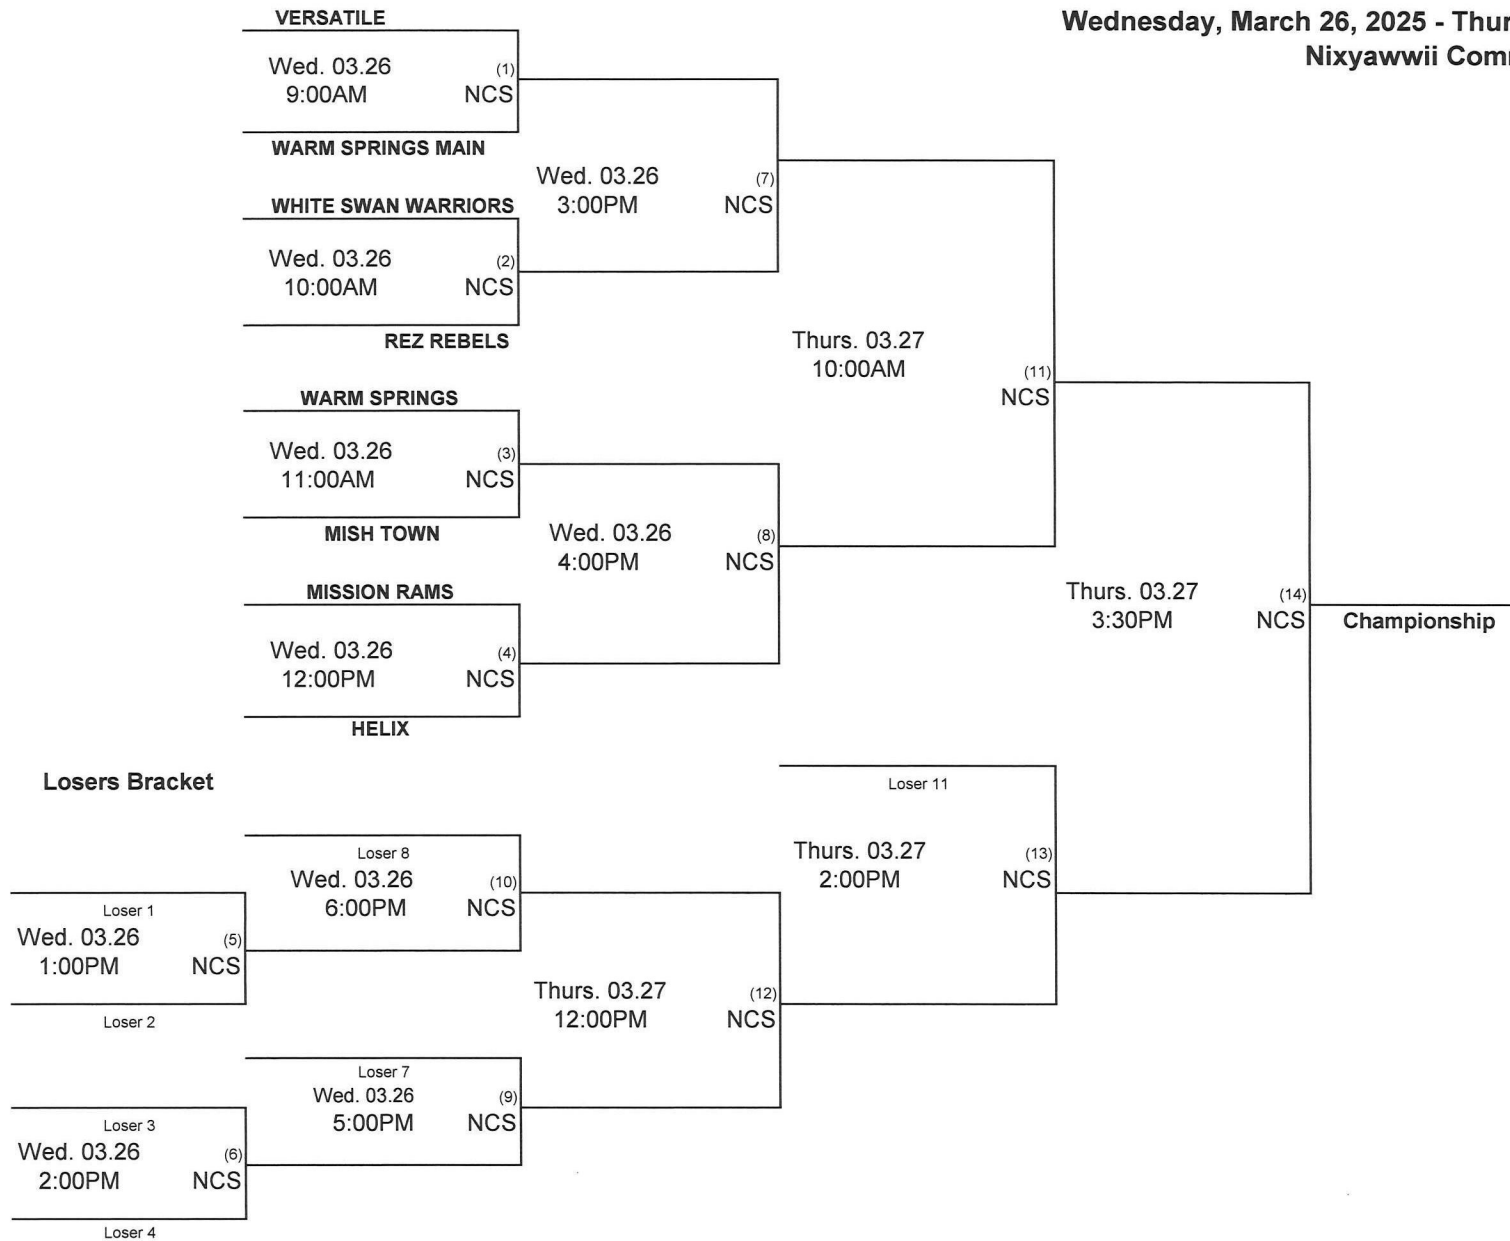 VERSATILE
Wednesday, March 26, 2025 - Thur
Nixyawwii Com
Wed. 03.26 (1)
9:00AM NCS
WARM SPRINGS MAIN
Wed. 03.26 (7)
3:00PM NCS
WHITE SWAN WARRIORS
Wed. 03.26 (2)
10:00AM NCS
REZ REBELS
Thurs. 03.27
10:00AM (11)
NCS
WARM SPRINGS
Wed. 03.26 (3)
11:00AM NCS
MISH TOWN
Wed. 03.26 (8)
4:00PM NCS
MISSION RAMS
Thurs. 03.27 (14)
3:30PM NCS Championship
Wed. 03.26 (4)
12:00PM NCS
HELIX
Losers Bracket
Loser 11
Thurs. 03.27 (13)
2:00PM NCS
Loser 8
Wed. 03.26 (10)
6:00PM NCS
Loser 1
Wed. 03.26 (5)
1:00PM NCS
Loser 2
Thurs. 03.27 (12)
12:00PM NCS
Loser 7
Wed. 03.26 (9)
5:00PM NCS
Loser 3
Wed. 03.26 (6)
2:00PM NCS
Loser 4